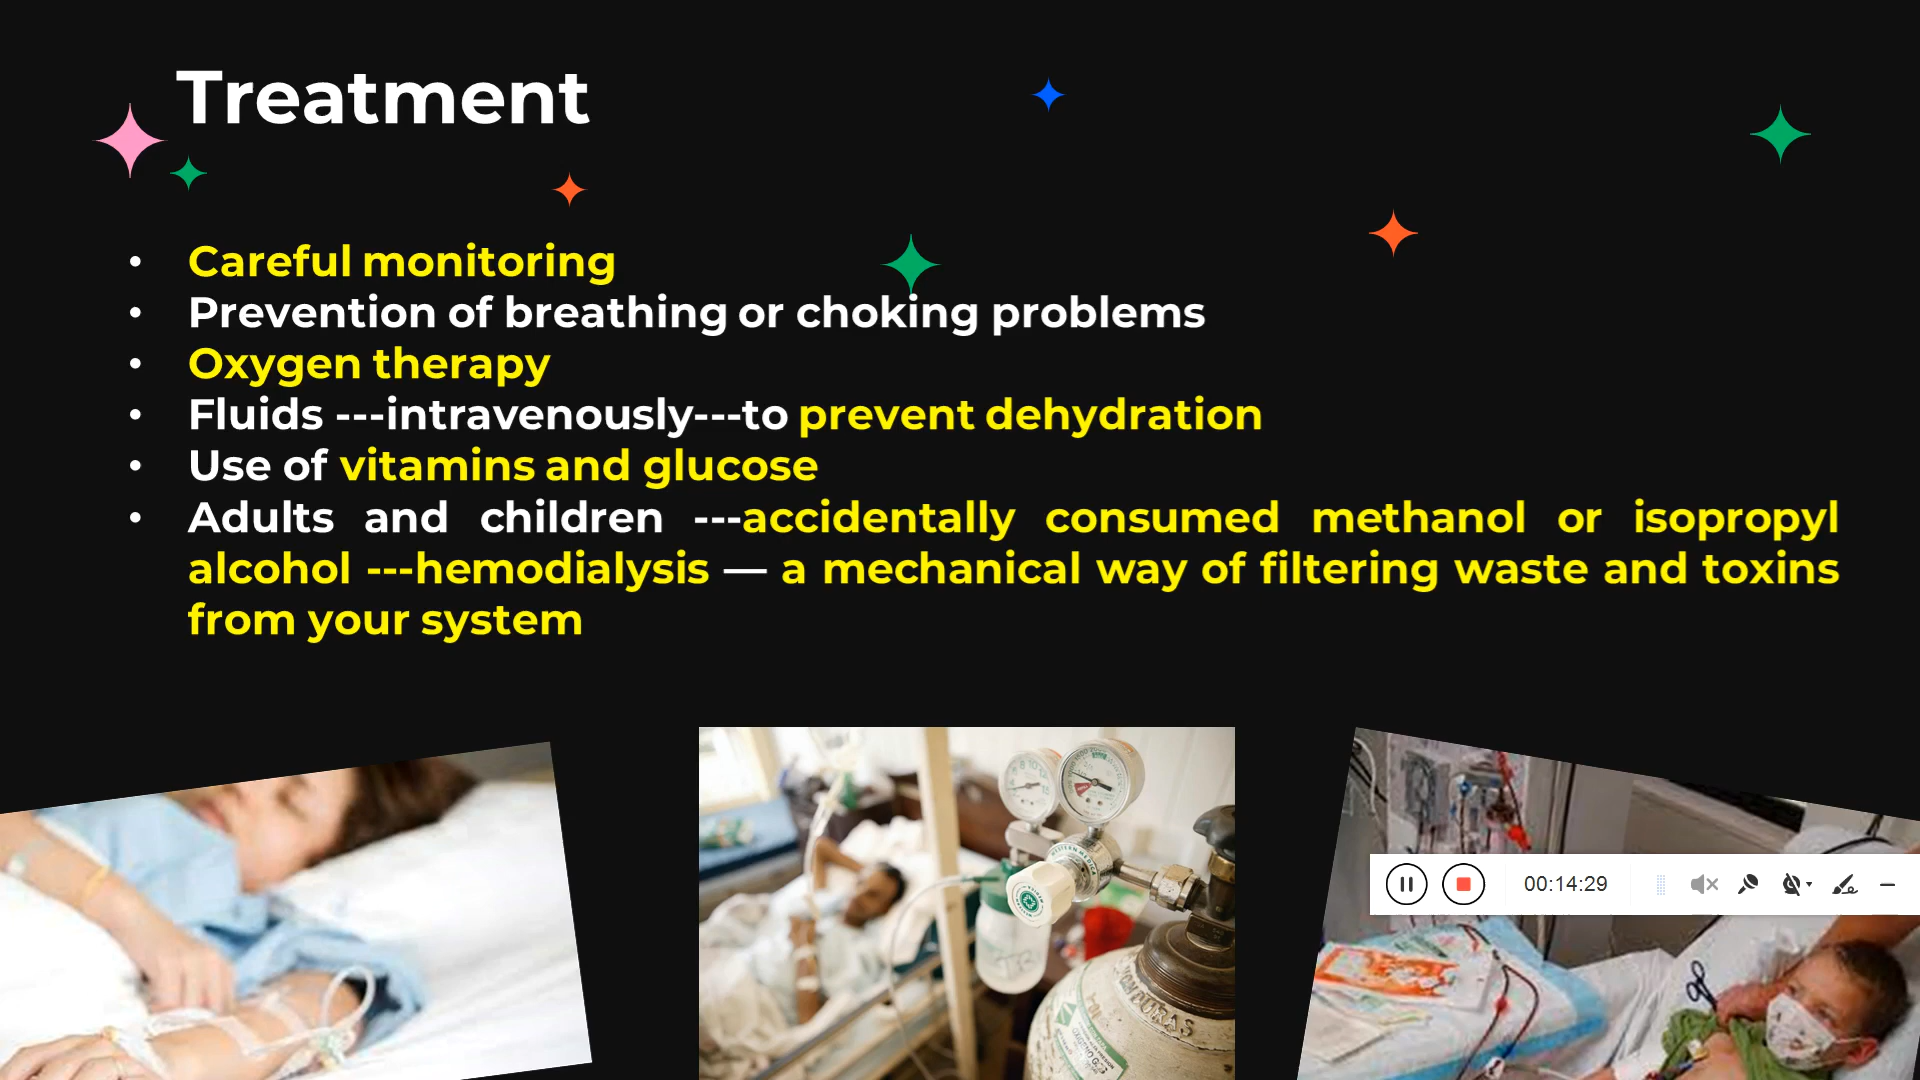 Treatment
• Careful monitoring
• Prevention of breathing or choking problems
• Oxygen therapy
• Fluids ---intravenously---to prevent dehydration
• Use of vitamins and glucose
• Adults and children ---accidentally consumed methanol or isopropyl
alcohol ---hemodialysis — a mechanical way of filtering waste and toxins
from your system
00:14:29